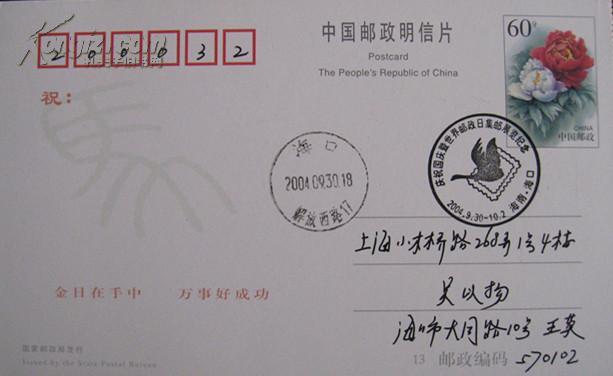 200032
中国邮政明信片
Postcard
The People's Republic of China
60分
CHINA
中国邮政
祝：
海口
2004.09.30.18
解放西路17
庆祝国庆暨世界邮政日集邮展览纪念
2004.9.30-10.2 海南·海口
上海小木桥路268弄1号4楼
吴以扬
海口市大同路10号 王英
金日在手中 万事好成功
国家邮政局发行
Issued by the State Postal Bureau
13 邮政编码 570102